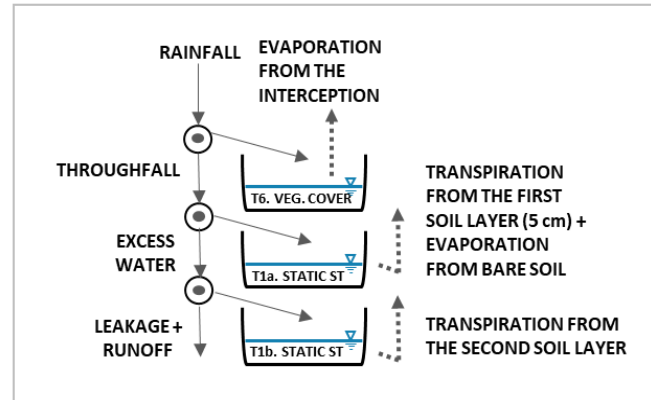 RAINFALL
EVAPORATION
FROM THE
INTERCEPTION
THROUGHFALL
T6. VEG. COVER
TRANSPIRATION
FROM THE FIRST
SOIL LAYER (5 cm) +
EVAPORATION
FROM BARE SOIL
EXCESS
WATER
T1a. STATIC ST
LEAKAGE +
RUNOFF
T1b. STATIC ST
TRANSPIRATION FROM
THE SECOND SOIL LAYER